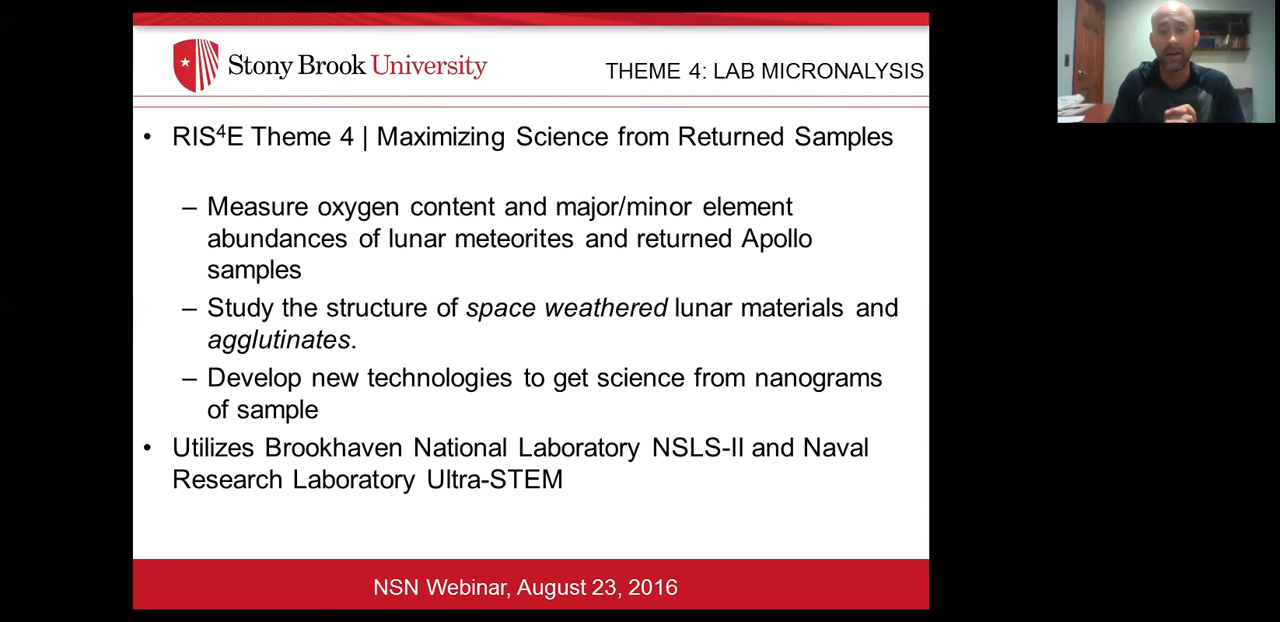 Stony Brook University
THEME 4: LAB MICRONALYSIS
• RIS⁴E Theme 4 | Maximizing Science from Returned Samples
– Measure oxygen content and major/minor element
abundances of lunar meteorites and returned Apollo
samples
– Study the structure of space weathered lunar materials and
agglutinates.
– Develop new technologies to get science from nanograms
of sample
• Utilizes Brookhaven National Laboratory NSLS-II and Naval
Research Laboratory Ultra-STEM
NSN Webinar, August 23, 2016